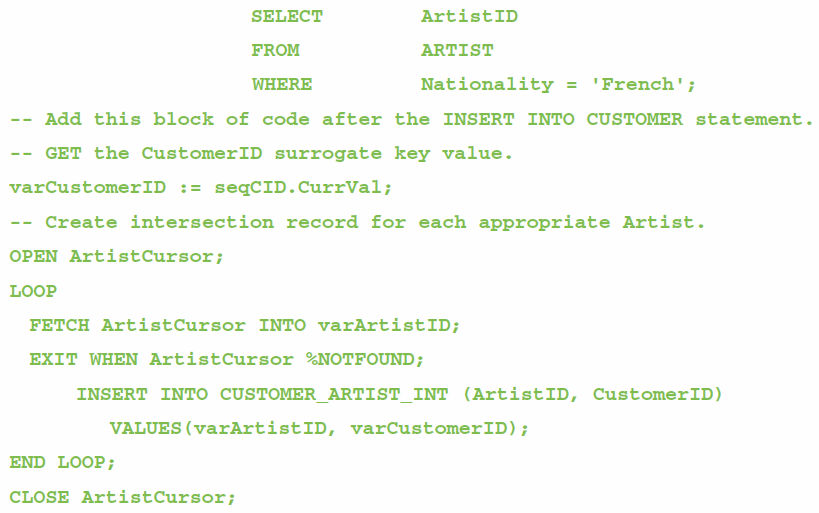 SELECT ArtistID
FROM ARTIST
WHERE Nationality = 'French';
-- Add this block of code after the INSERT INTO CUSTOMER statement.
-- GET the CustomerID surrogate key value.
varCustomerID := seqCID.CurrVal;
-- Create intersection record for each appropriate Artist.
OPEN ArtistCursor;
LOOP
FETCH ArtistCursor INTO varArtistID;
EXIT WHEN ArtistCursor %NOTFOUND;
INSERT INTO CUSTOMER_ARTIST_INT (ArtistID, CustomerID)
VALUES(varArtistID, varCustomerID);
END LOOP;
CLOSE ArtistCursor;